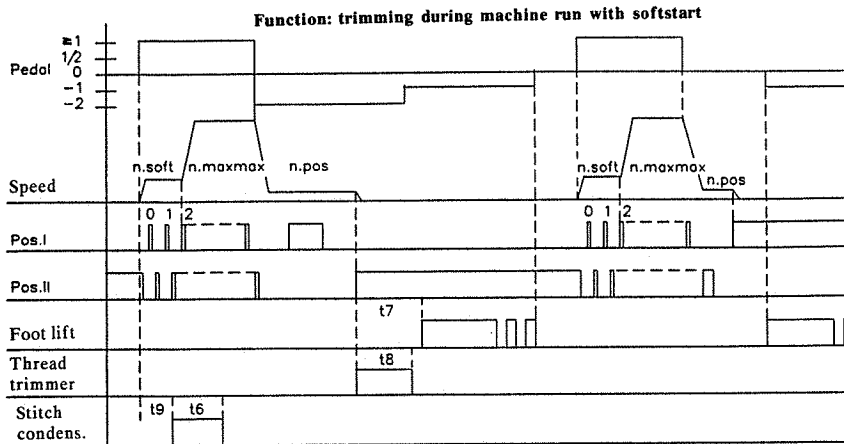 Function: trimming during machine run with softstart
≥1
1/2
Pedal 0
-1
-2
n.soft n.maxmax n.pos n.soft n.maxmax n.pos
Speed
0 1 2 0 1 2
Pos.I
Pos.II
t7
Foot lift
Thread t8
trimmer
Stitch t9 t6
condens.